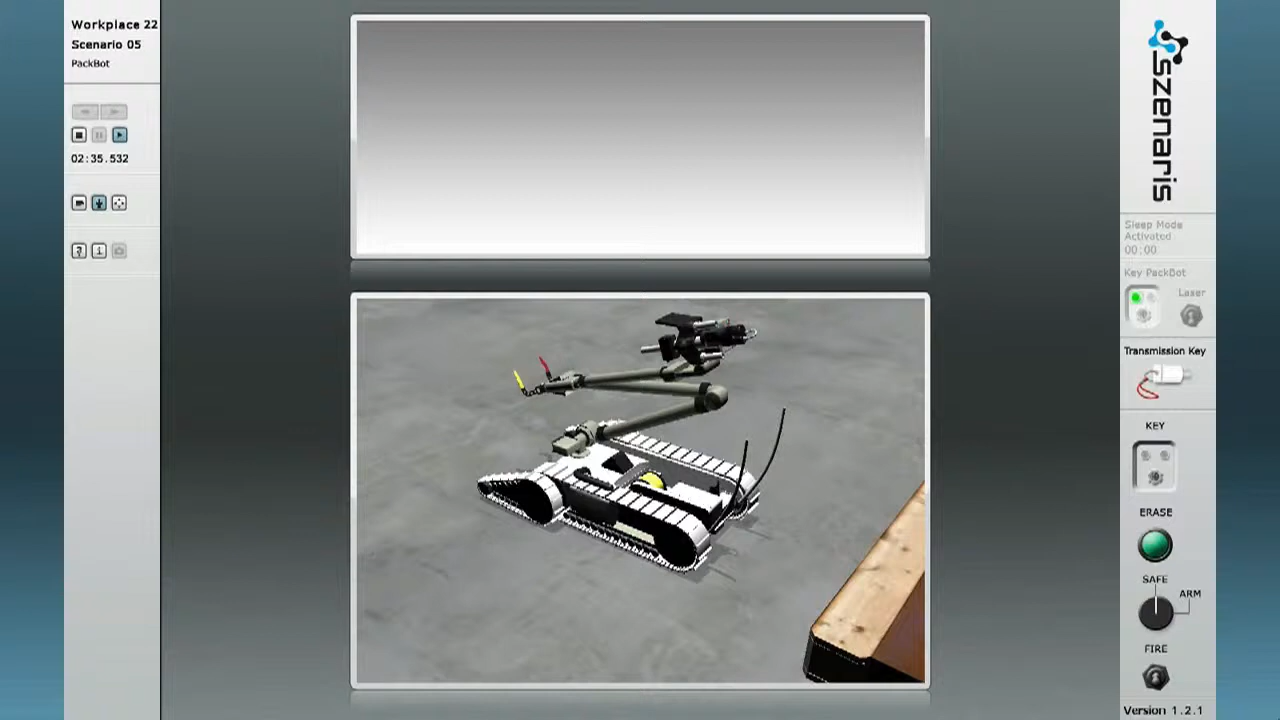 Workplace 22
Scenario 05
PackBot
02:35.532
szenaris
Sleep Mode
Activated
00:00
Key PackBot
Laser
Transmission Key
KEY
ERASE
SAFE
ARM
FIRE
Version 1.2.1